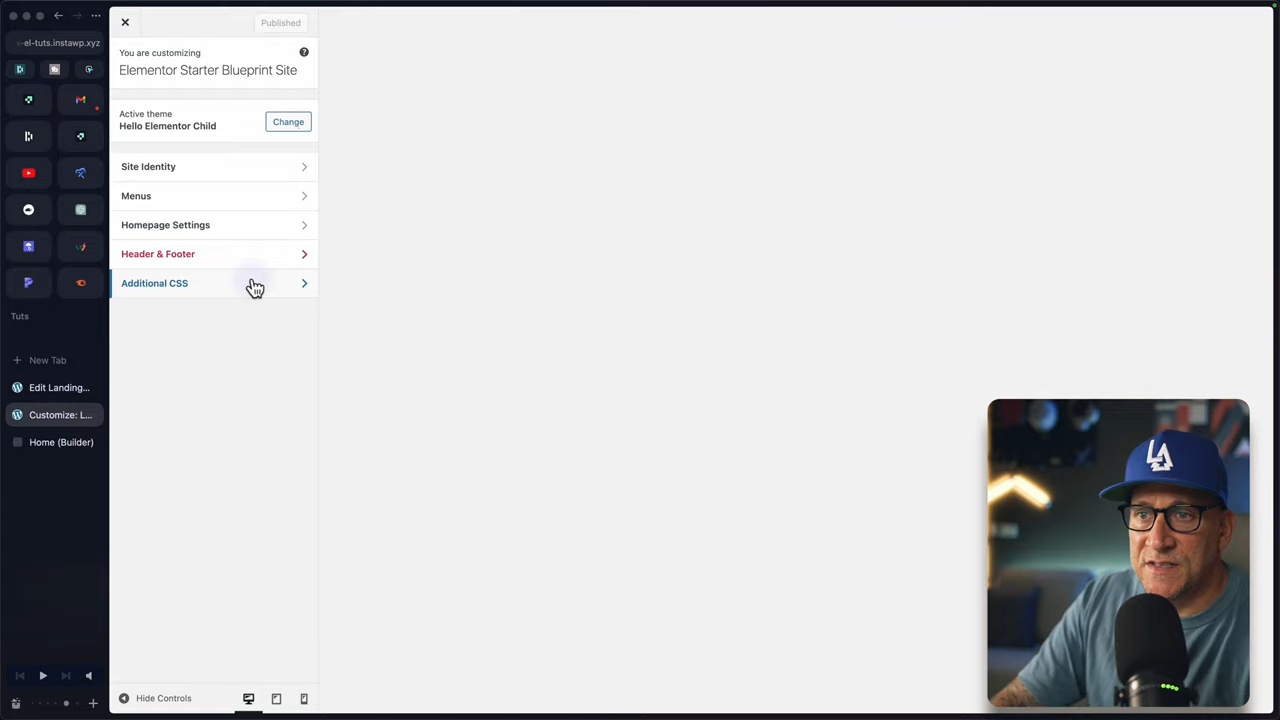 -el-tuts.instawp.xyz
Tuts
New Tab
Edit Landing...
Customize: L...
Home (Builder)
Published
You are customizing
Elementor Starter Blueprint Site
Active theme
Hello Elementor Child
Change
Site Identity
Menus
Homepage Settings
Header & Footer
Additional CSS
Hide Controls
LA